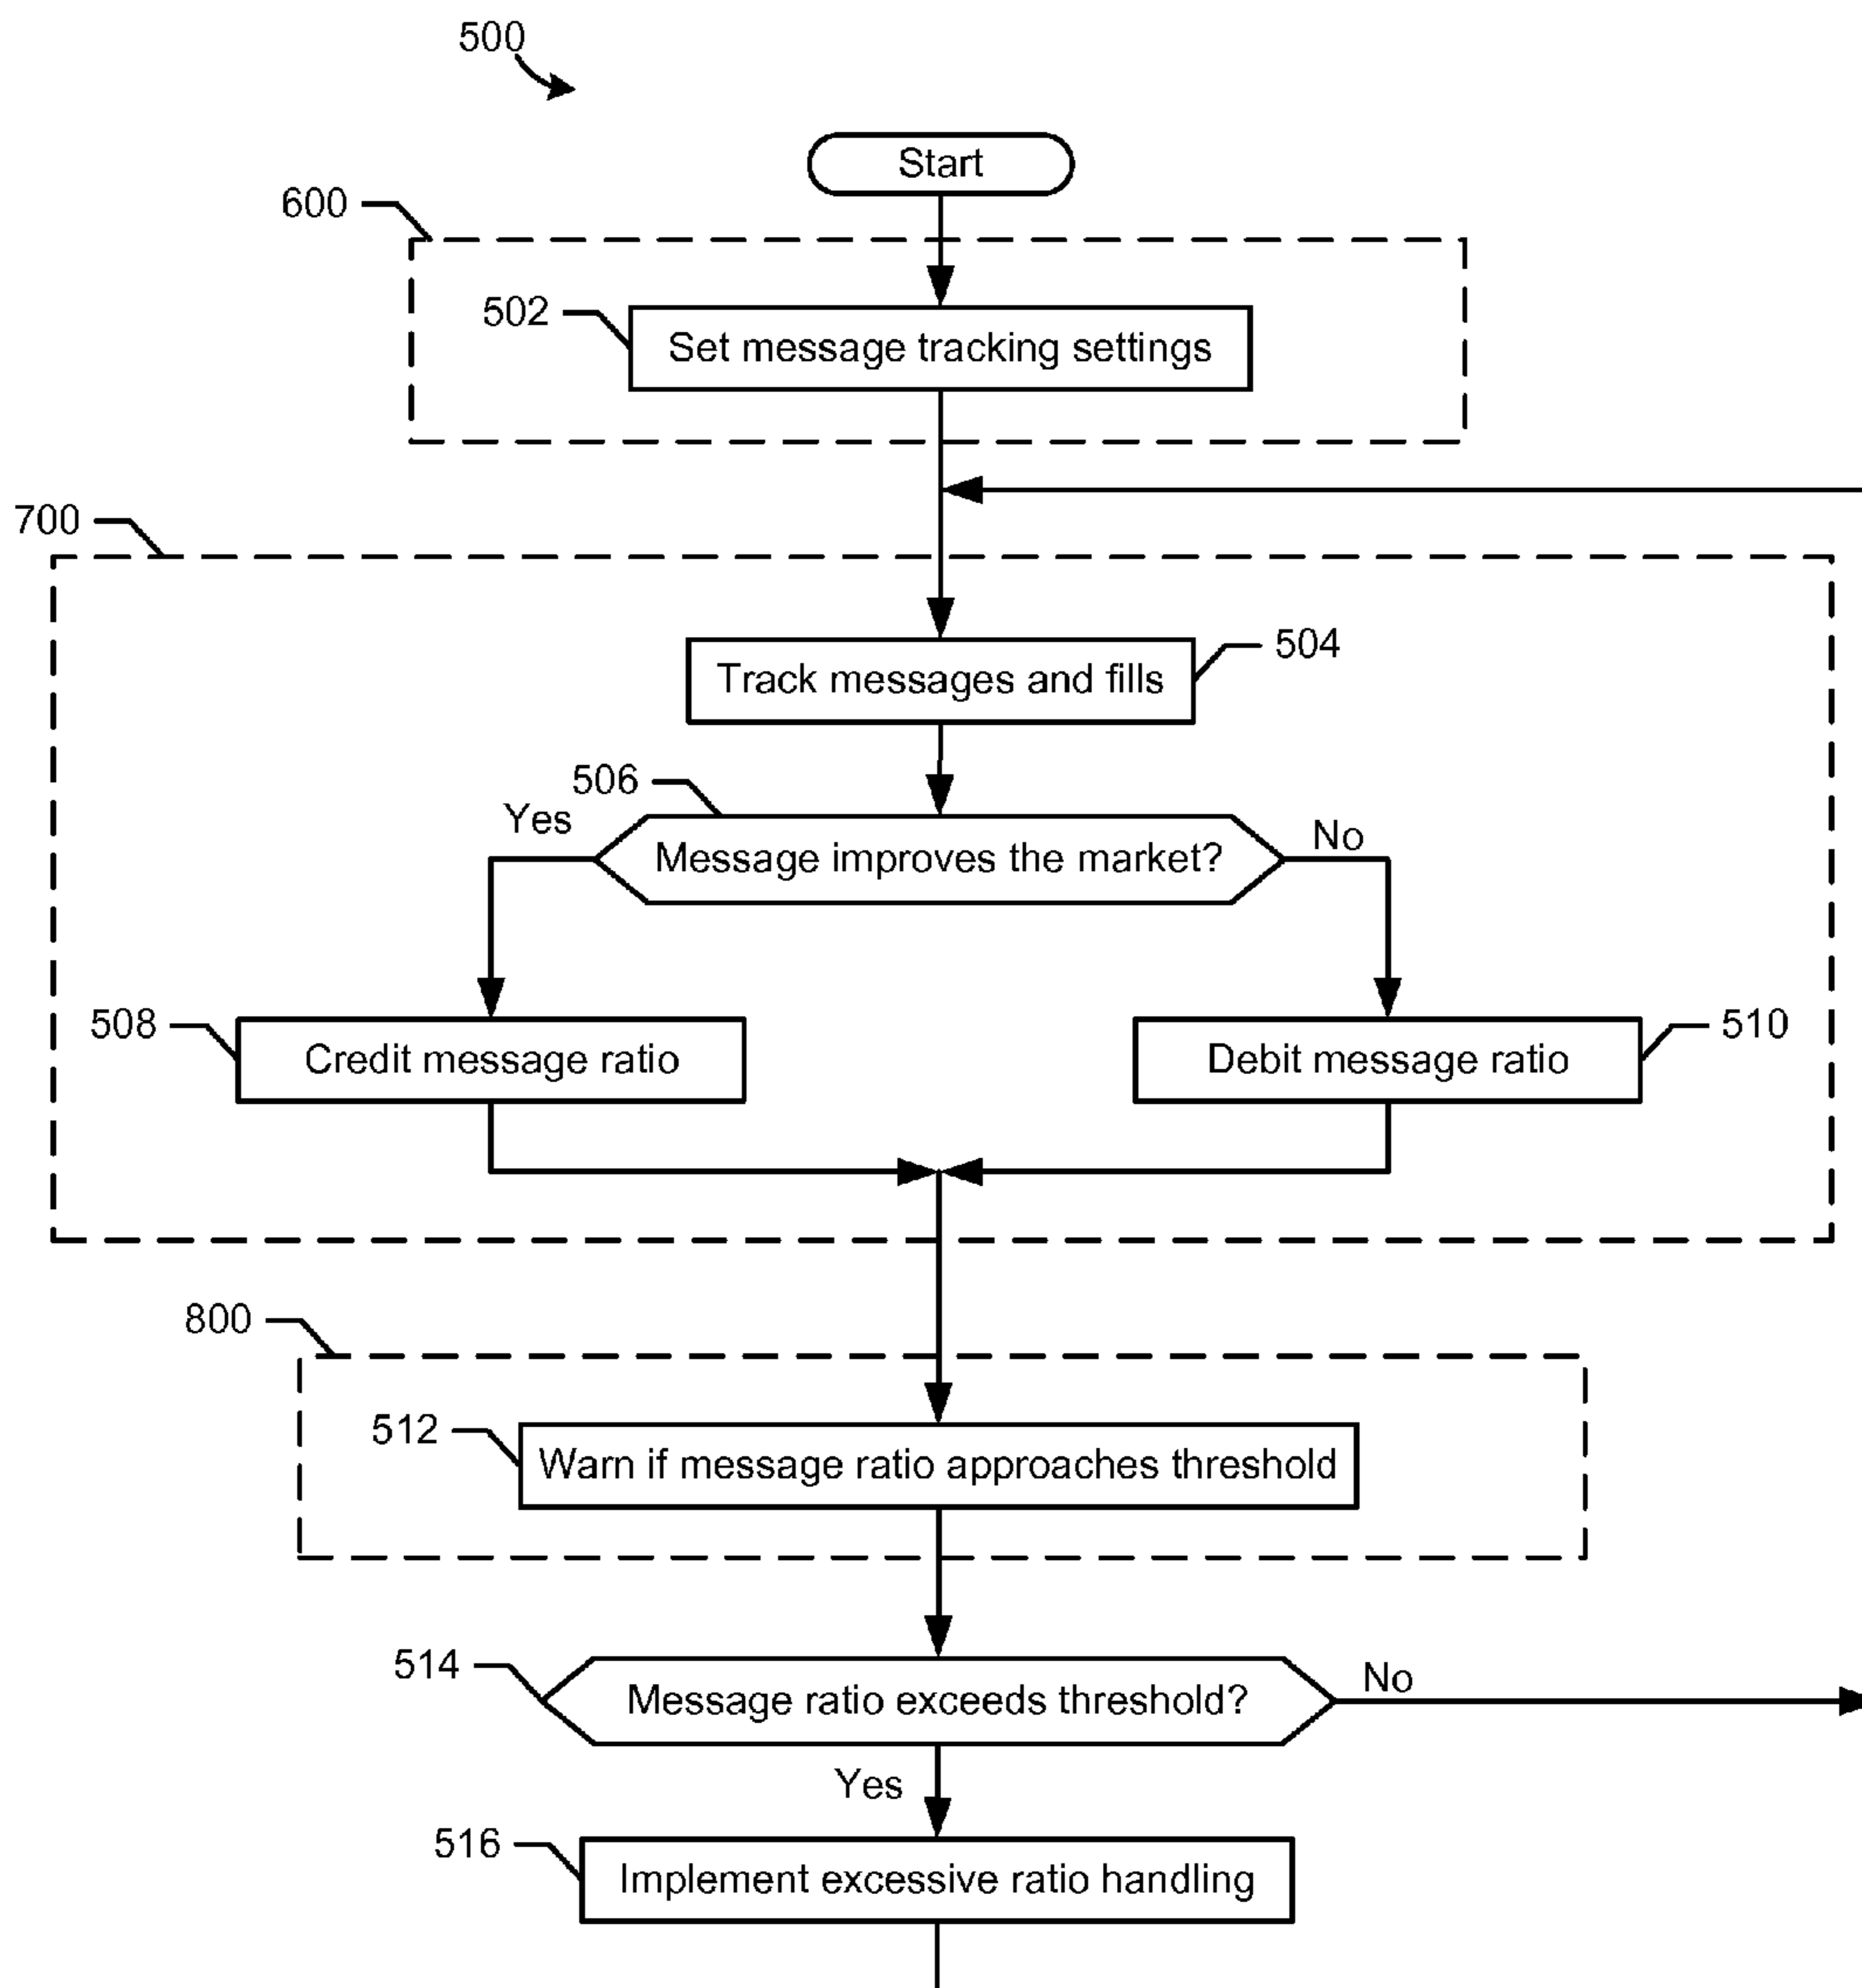 500
Start
600
502
Set message tracking settings
700
504
Track messages and fills
506
Yes
Message improves the market?
No
508
Credit message ratio
Debit message ratio
510
800
512
Warn if message ratio approaches threshold
514
Message ratio exceeds threshold?
No
Yes
516
Implement excessive ratio handling